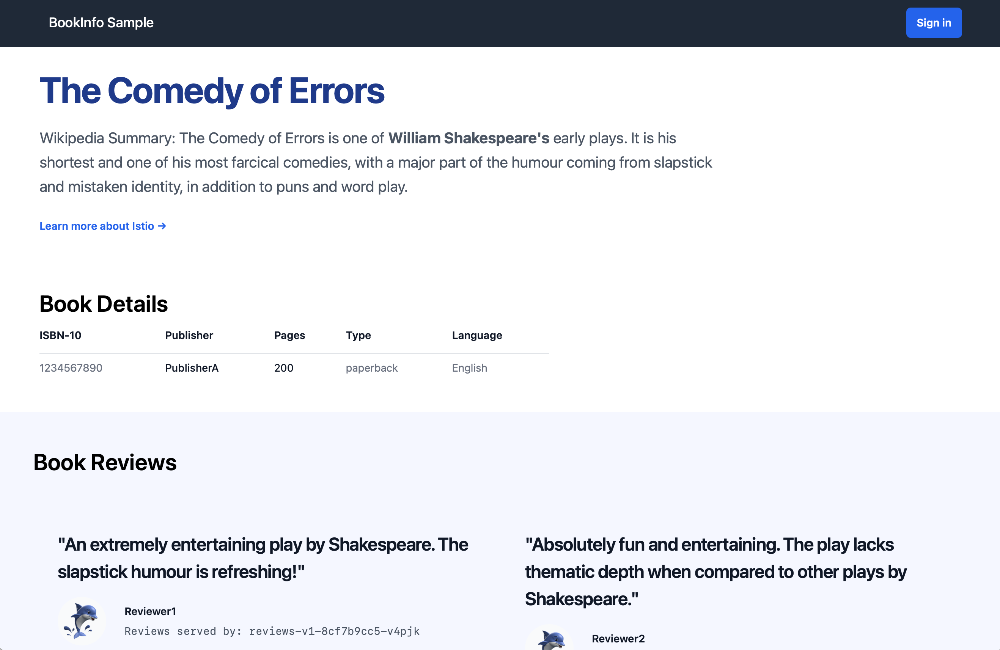 BookInfo Sample
Sign in
The Comedy of Errors
Wikipedia Summary: The Comedy of Errors is one of William Shakespeare's early plays. It is his
shortest and one of his most farcical comedies, with a major part of the humour coming from slapstick
and mistaken identity, in addition to puns and word play.
Learn more about Istio →
Book Details
ISBN-10 Publisher Pages Type Language
1234567890 PublisherA 200 paperback English
Book Reviews
"An extremely entertaining play by Shakespeare. The
slapstick humour is refreshing!"
Reviewer1
Reviews served by: reviews-v1-8cf7b9cc5-v4pjk
"Absolutely fun and entertaining. The play lacks
thematic depth when compared to other plays by
Shakespeare."
Reviewer2